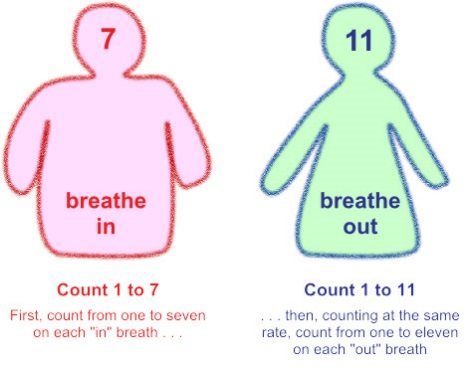 7
breathe
in
Count 1 to 7
First, count from one to seven
on each "in" breath . . .
11
breathe
out
Count 1 to 11
. . . then, counting at the same
rate, count from one to eleven
on each "out" breath